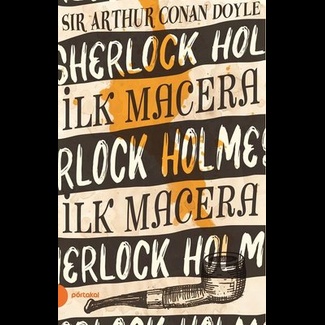 SIR ARTHUR CONAN DOYLE
SHERLOCK HOL
İLK MACERA
RLOCK HOLMES
İLK MACERA
ERLOCK HOLM
portakal